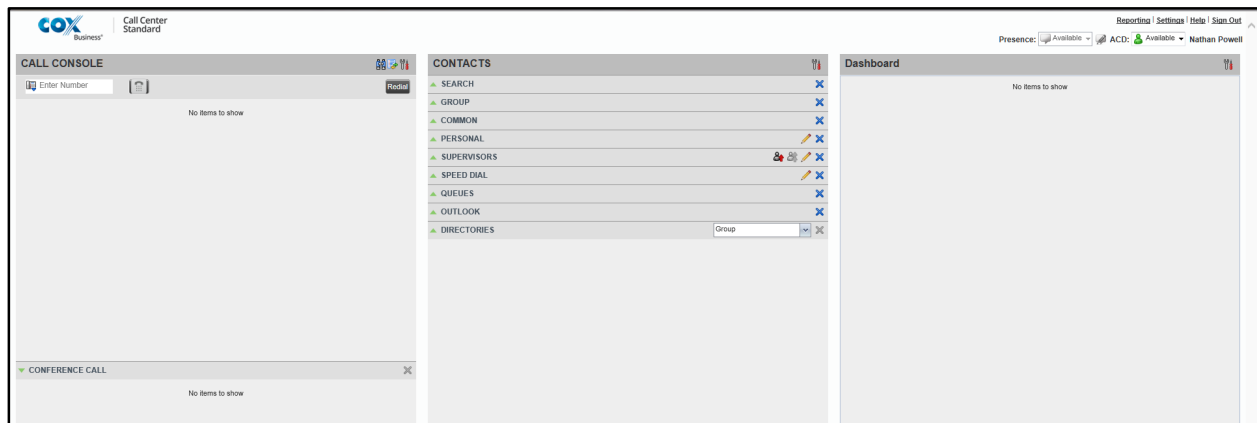 COX
Business®
Call Center
Standard
Reporting | Settings | Help | Sign Out
Presence: Available ACD: Available Nathan Powell
CALL CONSOLE
Enter Number
Redial
No items to show
CONFERENCE CALL
No items to show
CONTACTS
SEARCH
GROUP
COMMON
PERSONAL
SUPERVISORS
SPEED DIAL
QUEUES
OUTLOOK
DIRECTORIES Group
Dashboard
No items to show